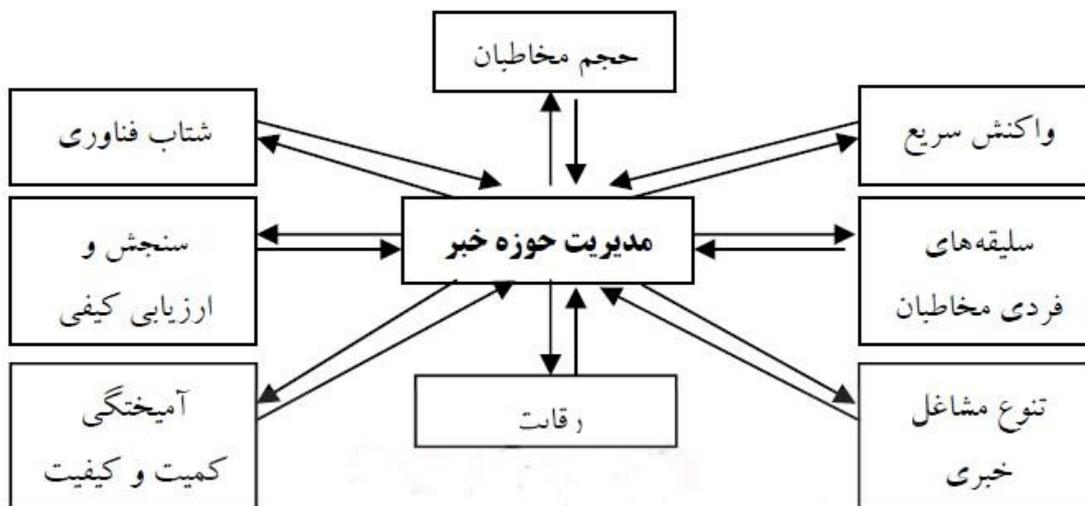 حجم مخاطبان
واکنش سریع
شتاب فناوری
سلیقه‌های
فردی مخاطبان
مدیریت حوزه خبر
سنجش و
ارزیابی کیفی
تنوع مشاغل
خبری
رقابت
آمیختگی
کمیت و کیفیت